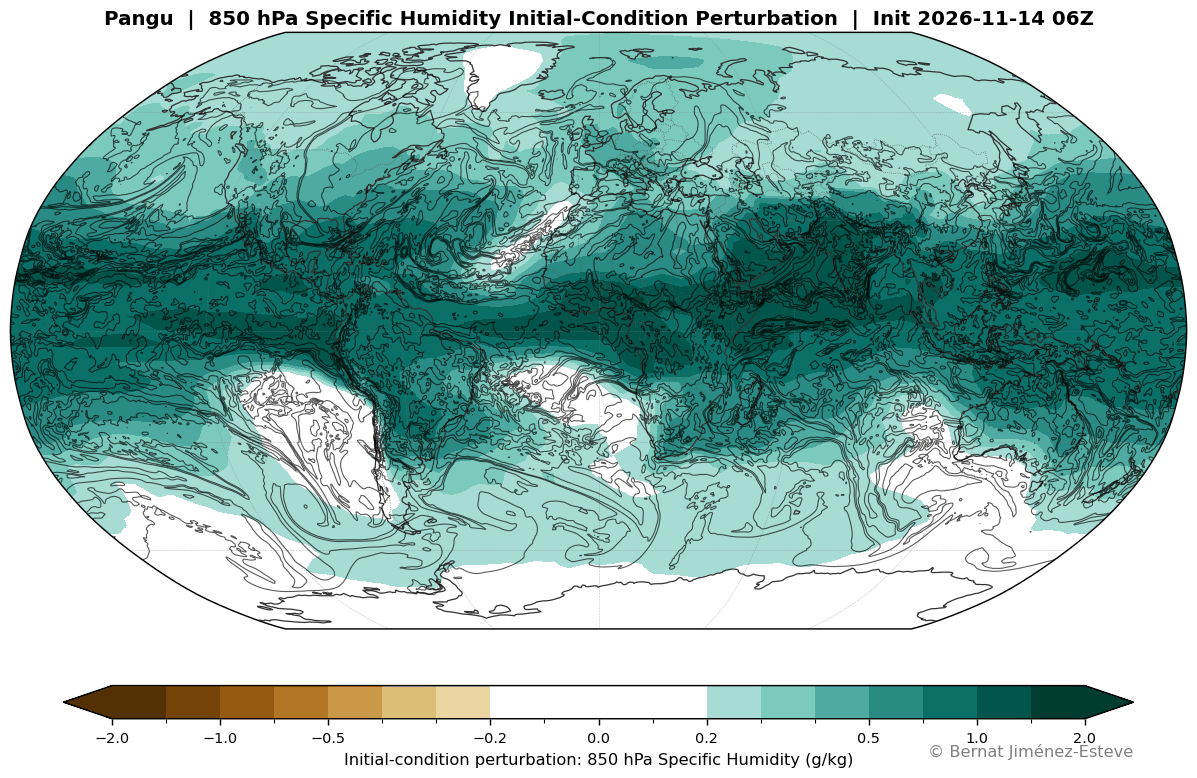 Pangu | 850 hPa Specific Humidity Initial-Condition Perturbation | Init 2026-11-14 06Z
−2.0 −1.0 −0.5 −0.2 0.0 0.2 0.5 1.0 2.0
© Bernat Jiménez-Esteve
Initial-condition perturbation: 850 hPa Specific Humidity (g/kg)